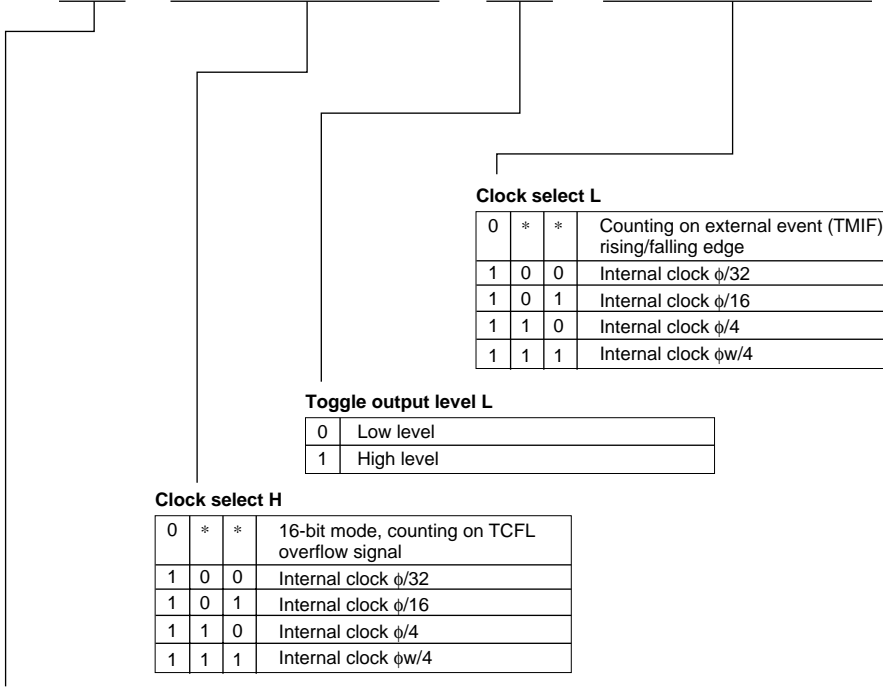 Clock select L
0 * * Counting on external event (TMIF)
rising/falling edge
1 0 0 Internal clock ϕ/32
1 0 1 Internal clock ϕ/16
1 1 0 Internal clock ϕ/4
1 1 1 Internal clock ϕw/4
Toggle output level L
0 Low level
1 High level
Clock select H
0 * * 16-bit mode, counting on TCFL
overflow signal
1 0 0 Internal clock ϕ/32
1 0 1 Internal clock ϕ/16
1 1 0 Internal clock ϕ/4
1 1 1 Internal clock ϕw/4